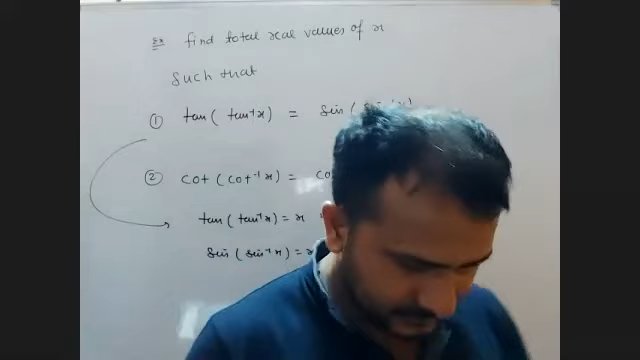 Ex find total real values of x
such that
① tan( tan⁻¹x) = sin(
② cot (cot⁻¹x) =
tan( tan⁻¹x) = x
sin( sin⁻¹x) =